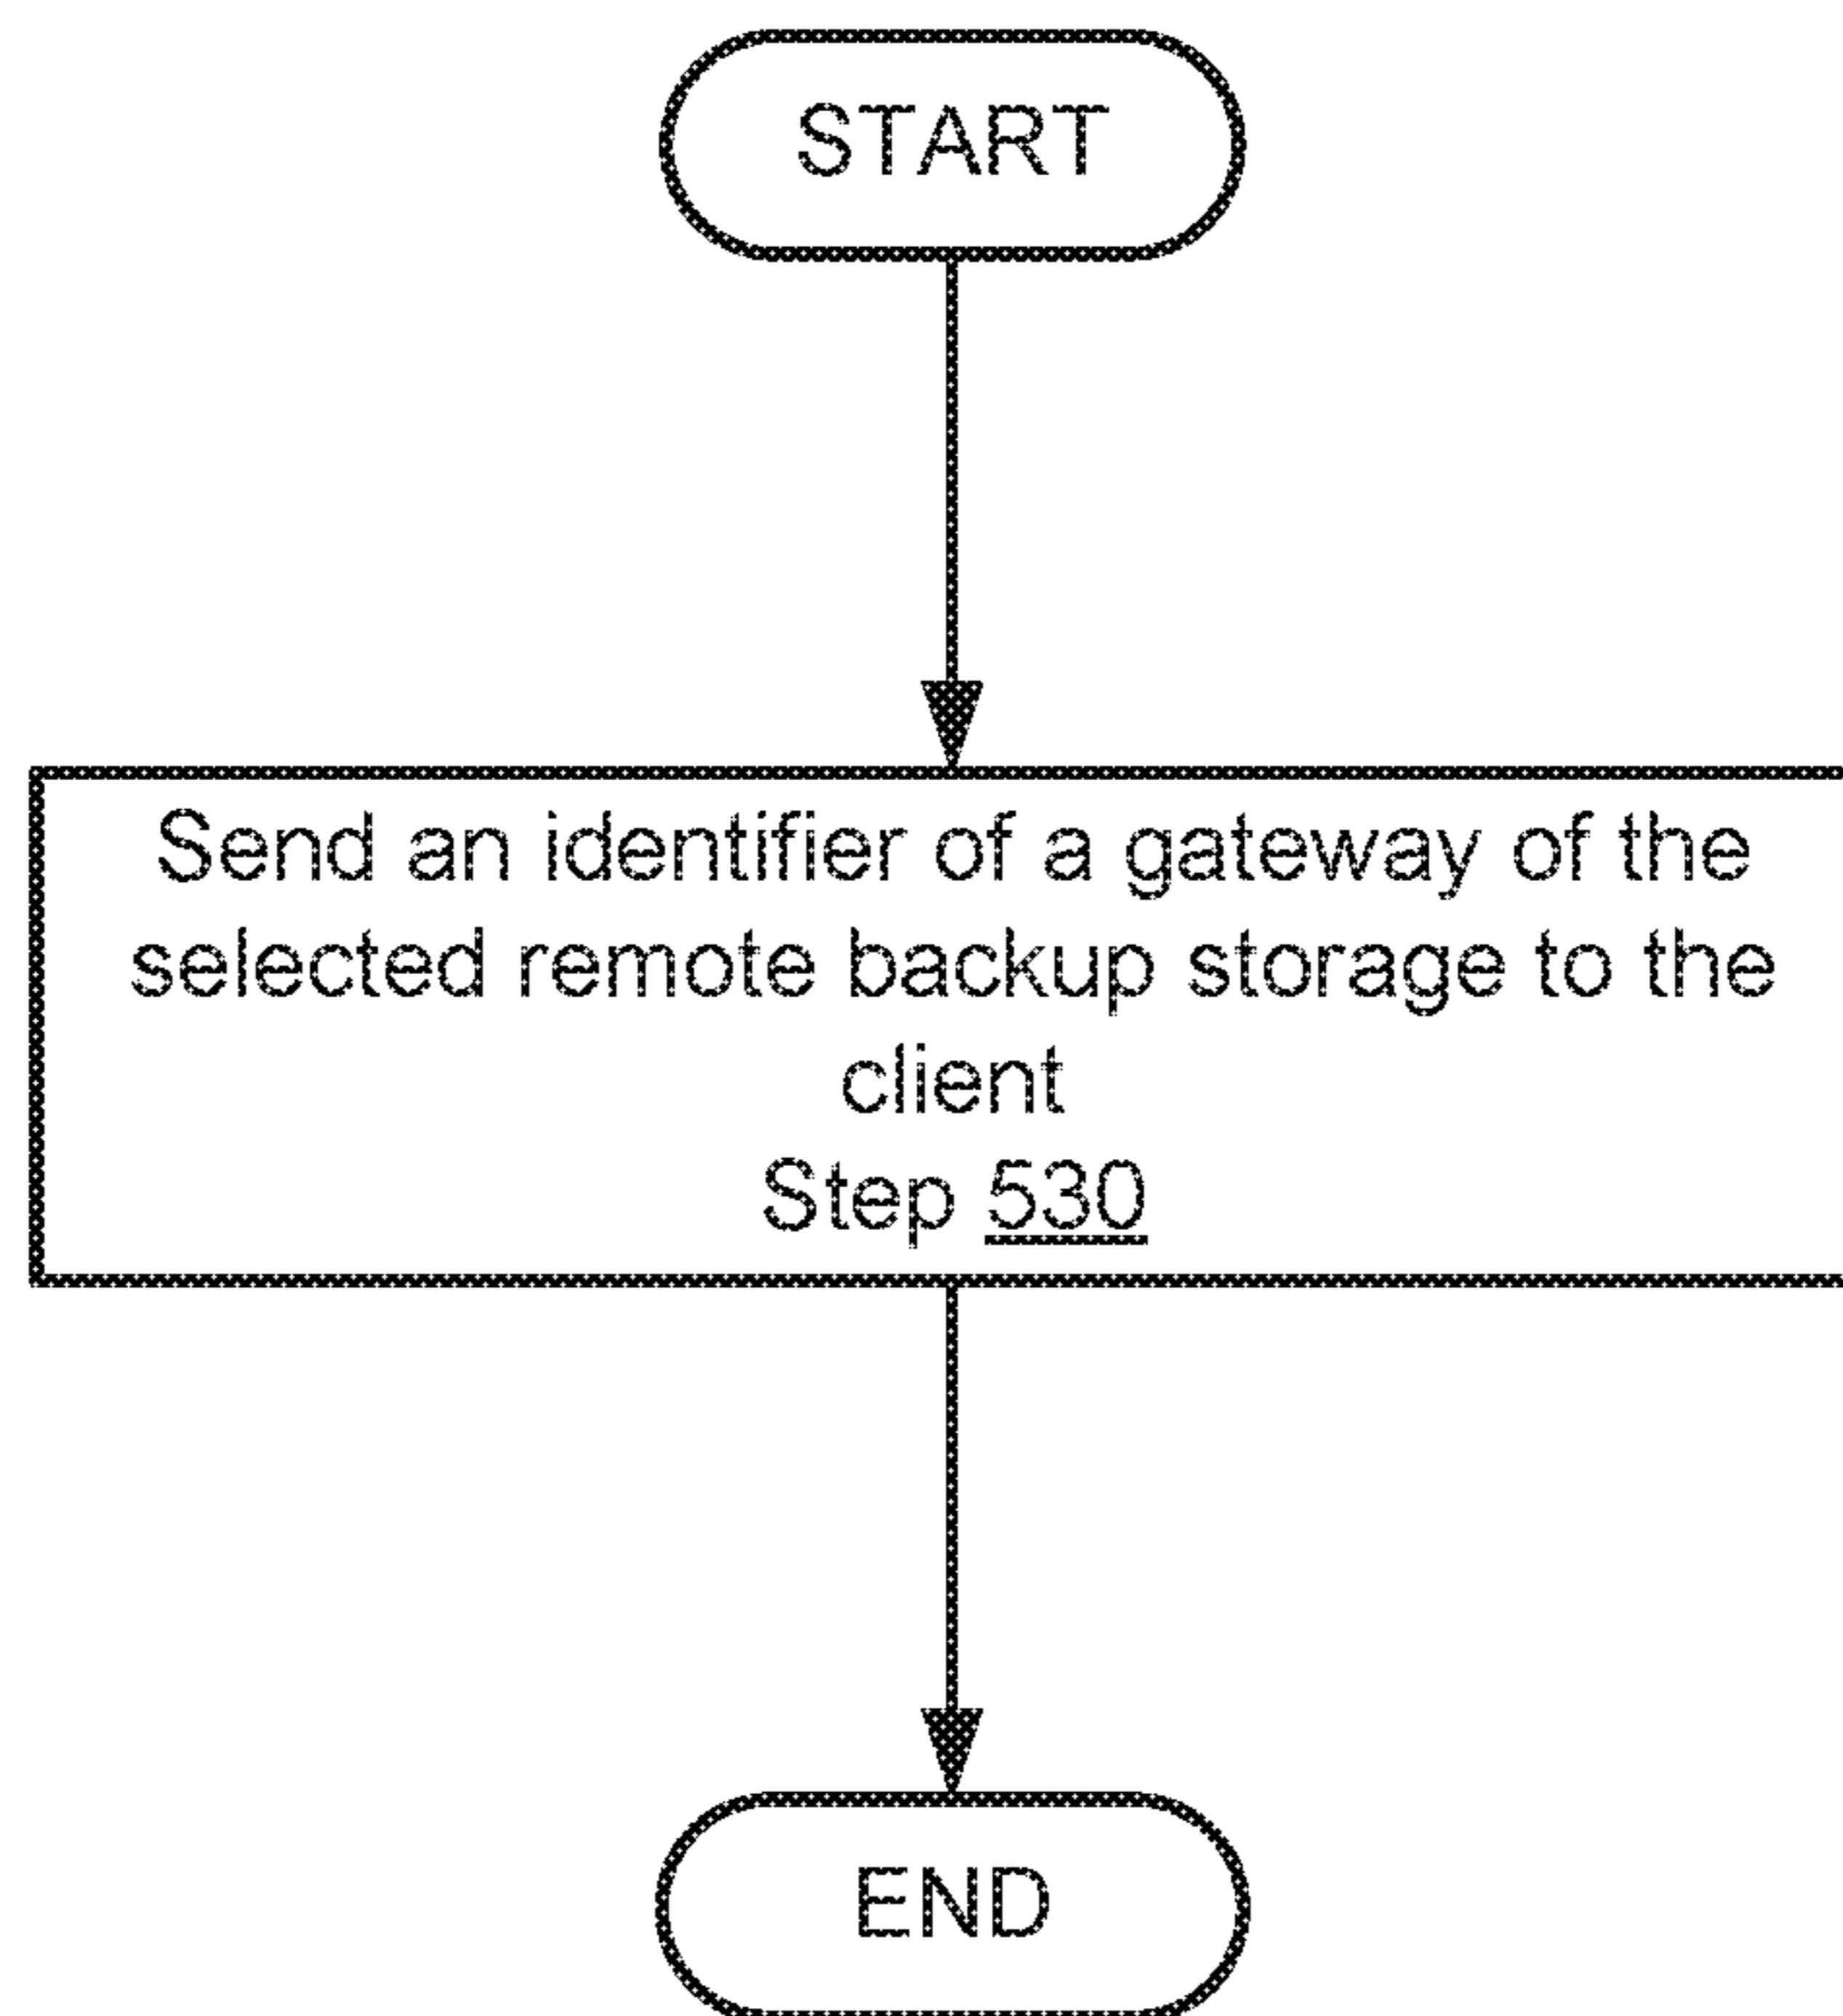 START
Send an identifier of a gateway of the
selected remote backup storage to the
client
Step 530
END